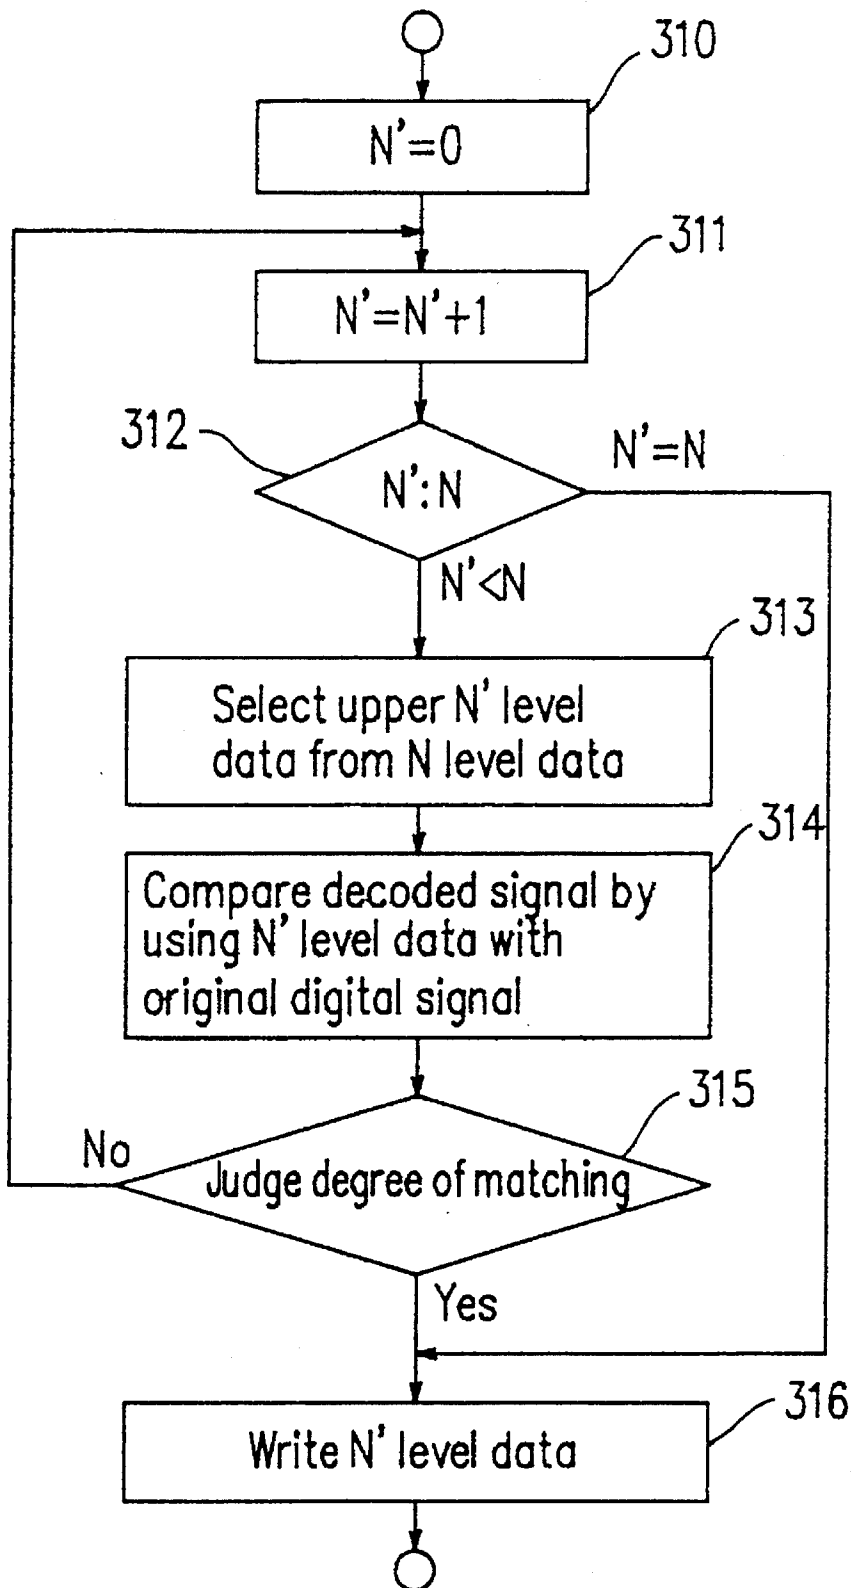 310
N'=0
311
N'=N'+1
312
N':N
N'=N
N'<N
313
Select upper N' level
data from N level data
314
Compare decoded signal by
using N' level data with
original digital signal
315
No
Judge degree of matching
Yes
316
Write N' level data